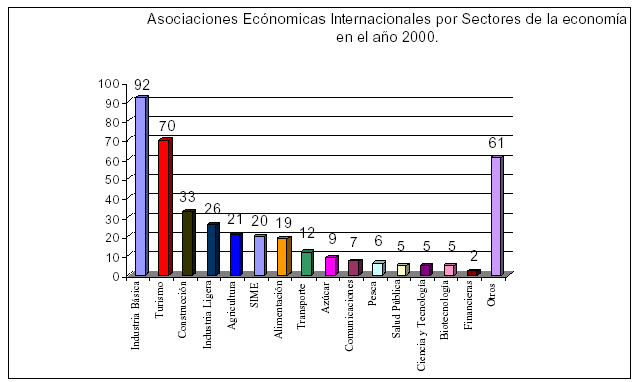 Asociaciones Ecónomicas Internacionales por Sectores de la economía
en el año 2000.
100
90
80
70
60
50
40
30
20
10
0
92
70
33
26
21
20
19
12
9
7
6
5
5
5
2
61
Industria Básica
Turismo
Construcción
Industria Ligera
Agricultura
SIME
Alimentación
Transporte
Azúcar
Comunicaciones
Pesca
Salud Pública
Ciencia y Tecnología
Biotecnología
Financieras
Otros